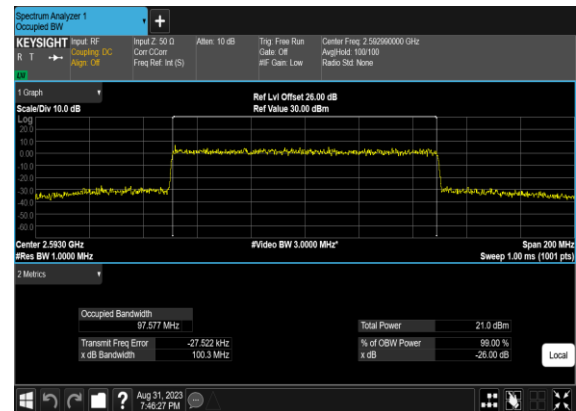 Spectrum Analyzer 1
Occupied BW
KEYSIGHT
R T
LW
Input: RF
Coupling: DC
Align: Off
Input Z: 50 Ω
Corr CCorr
Freq Ref: Int (S)
Atten: 10 dB
Trig: Free Run
Gate: Off
#IF Gain: Low
Center Freq: 2.592990000 GHz
Avg|Hold: 100/100
Radio Std: None
1 Graph
Scale/Div 10.0 dB
Ref Lvl Offset 26.00 dB
Ref Value 30.00 dBm
Log
20.0
10.0
0.00
-10.0
-20.0
-30.0
-40.0
-50.0
-60.0
Center 2.5930 GHz
#Res BW 1.0000 MHz
#Video BW 3.0000 MHz*
Span 200 MHz
Sweep 1.00 ms (1001 pts)
2 Metrics
Occupied Bandwidth
97.577 MHz
Transmit Freq Error -27.522 kHz
x dB Bandwidth 100.3 MHz
Total Power 21.0 dBm
% of OBW Power 99.00 %
x dB -26.00 dB
Local
Aug 31, 2023
7:46:27 PM